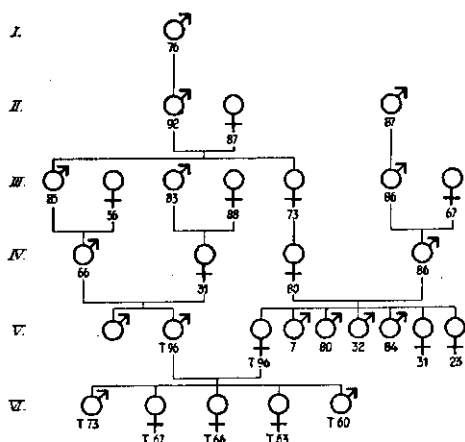 I.
76
II.
92 87 87
III.
85 56 83 88 73 86 67
IV.
66 31 80 86
V.
T 96 T 96 7 80 32 84 31 23
VI.
T 73 T 67 T 66 T 63 T 60